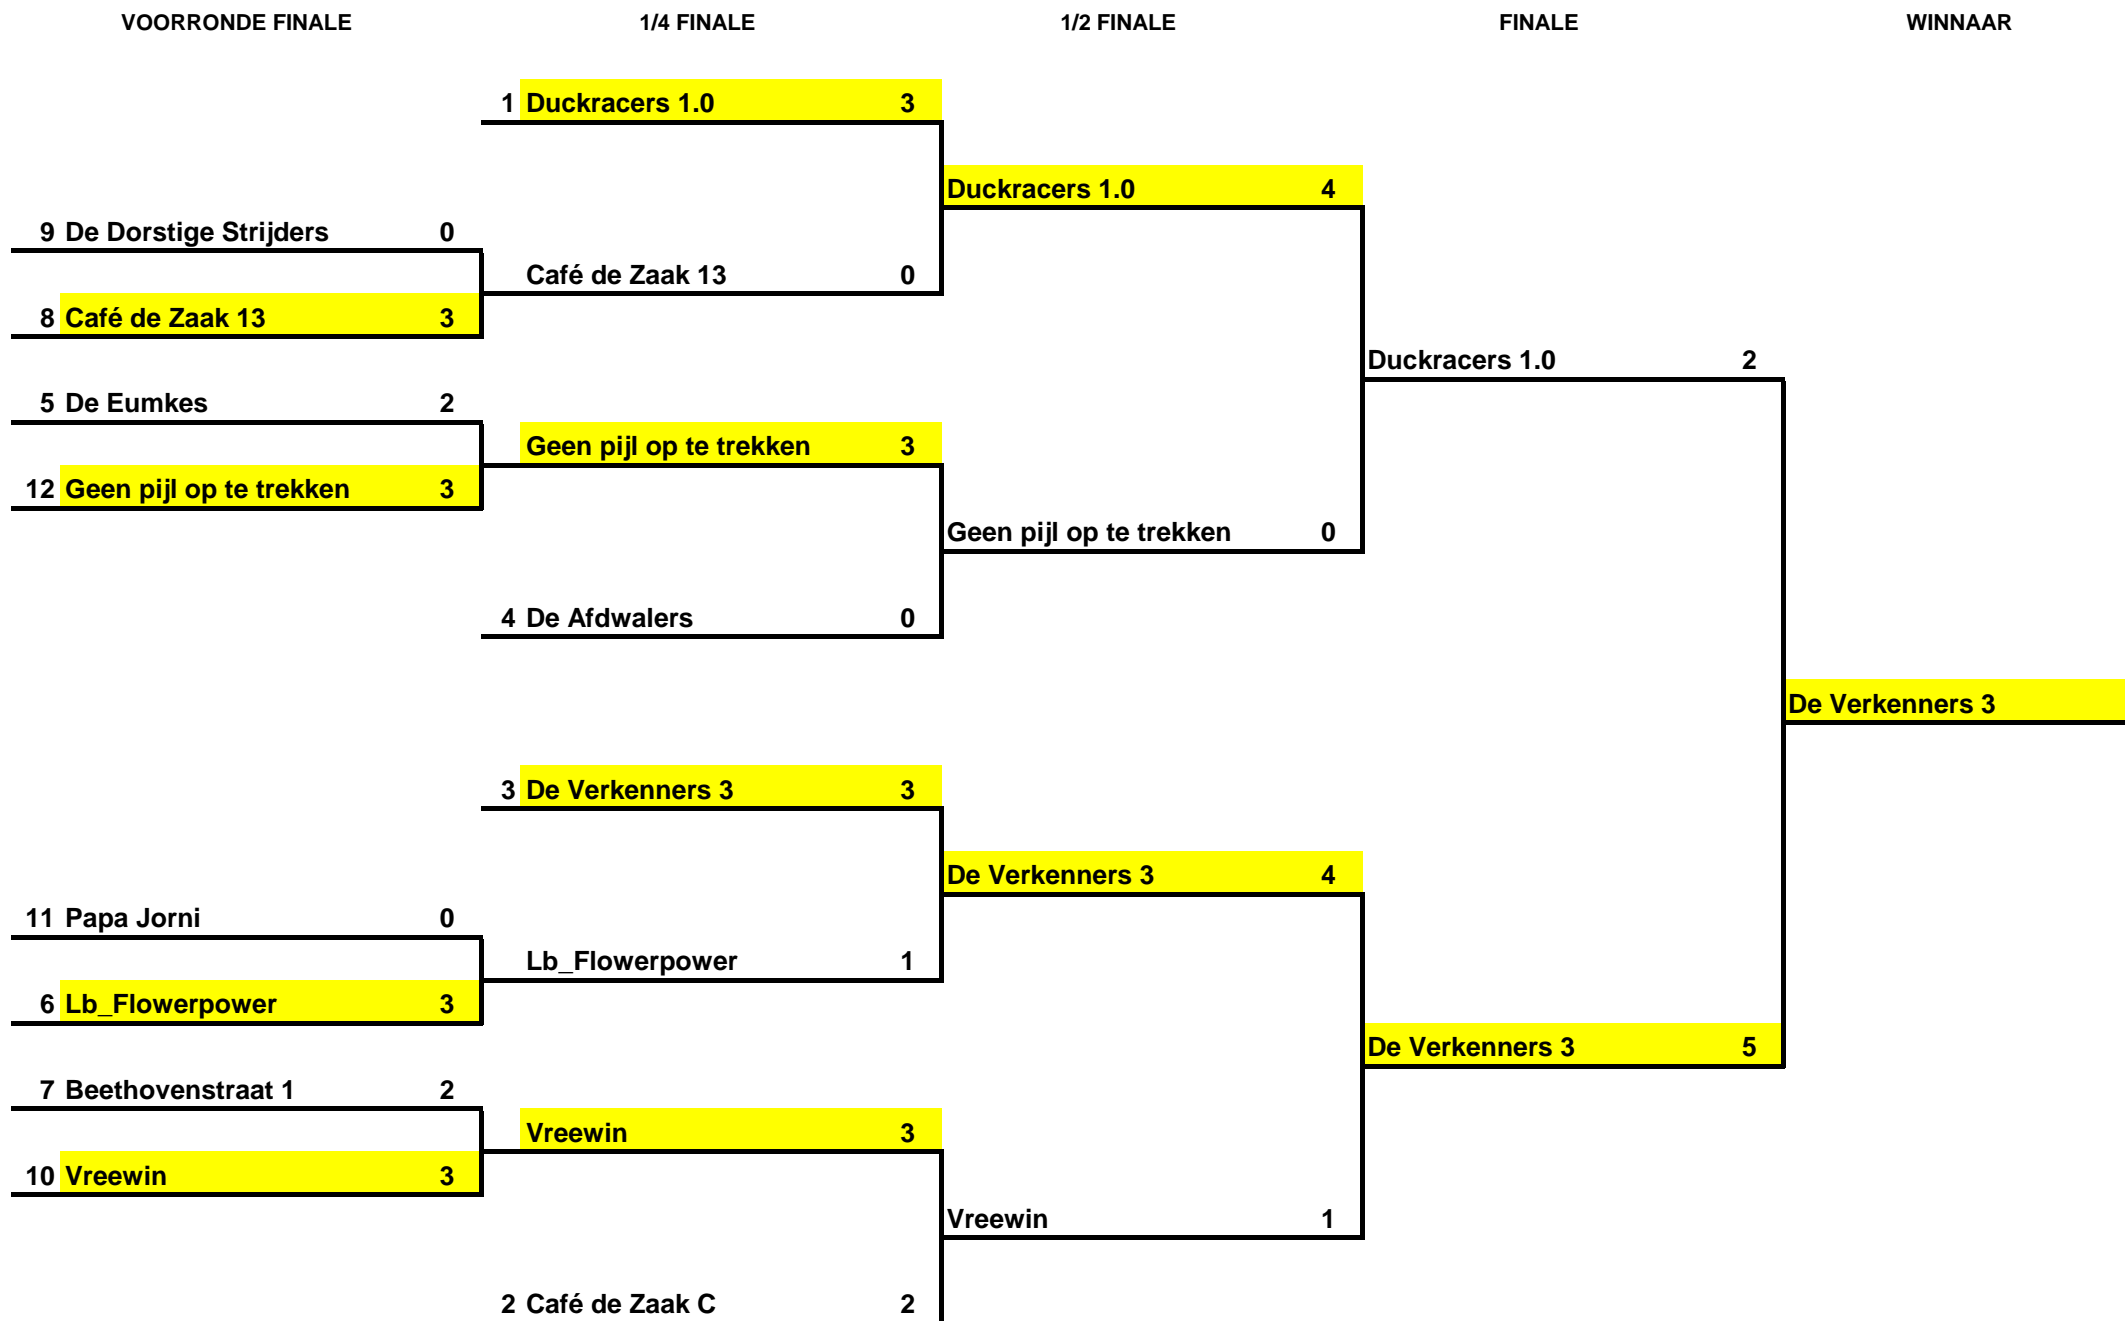 VOORRONDE FINALE 1/4 FINALE 1/2 FINALE FINALE WINNAAR
1 Duckracers 1.0 3
Duckracers 1.0 4
9 De Dorstige Strijders 0
Café de Zaak 13 0
8 Café de Zaak 13 3
Duckracers 1.0 2
5 De Eumkes 2
Geen pijl op te trekken 3
12 Geen pijl op te trekken 3
Geen pijl op te trekken 0
4 De Afdwalers 0
De Verkenners 3
3 De Verkenners 3 3
De Verkenners 3 4
11 Papa Jorni 0
Lb_Flowerpower 1
6 Lb_Flowerpower 3
De Verkenners 3 5
7 Beethovenstraat 1 2
Vreewin 3
10 Vreewin 3
Vreewin 1
2 Café de Zaak C 2